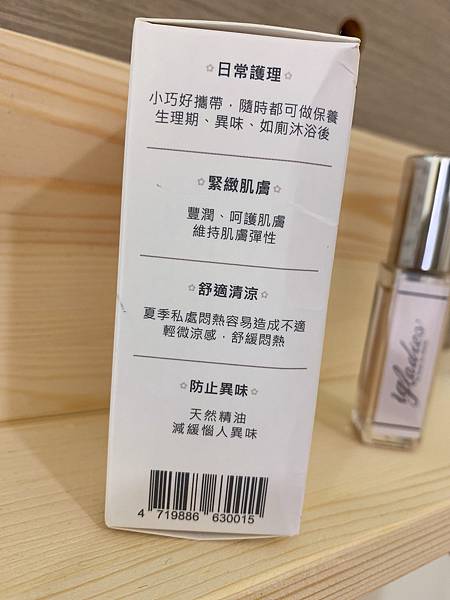 日常護理
小巧好攜帶，隨時都可做保養
生理期、異味、如廁沐浴後
緊緻肌膚
豐潤、呵護肌膚
維持肌膚彈性
舒適清涼
夏季私處悶熱容易造成不適
輕微涼感，舒緩悶熱
防止異味
天然精油
減緩惱人異味
4 719886 630015
iyladies